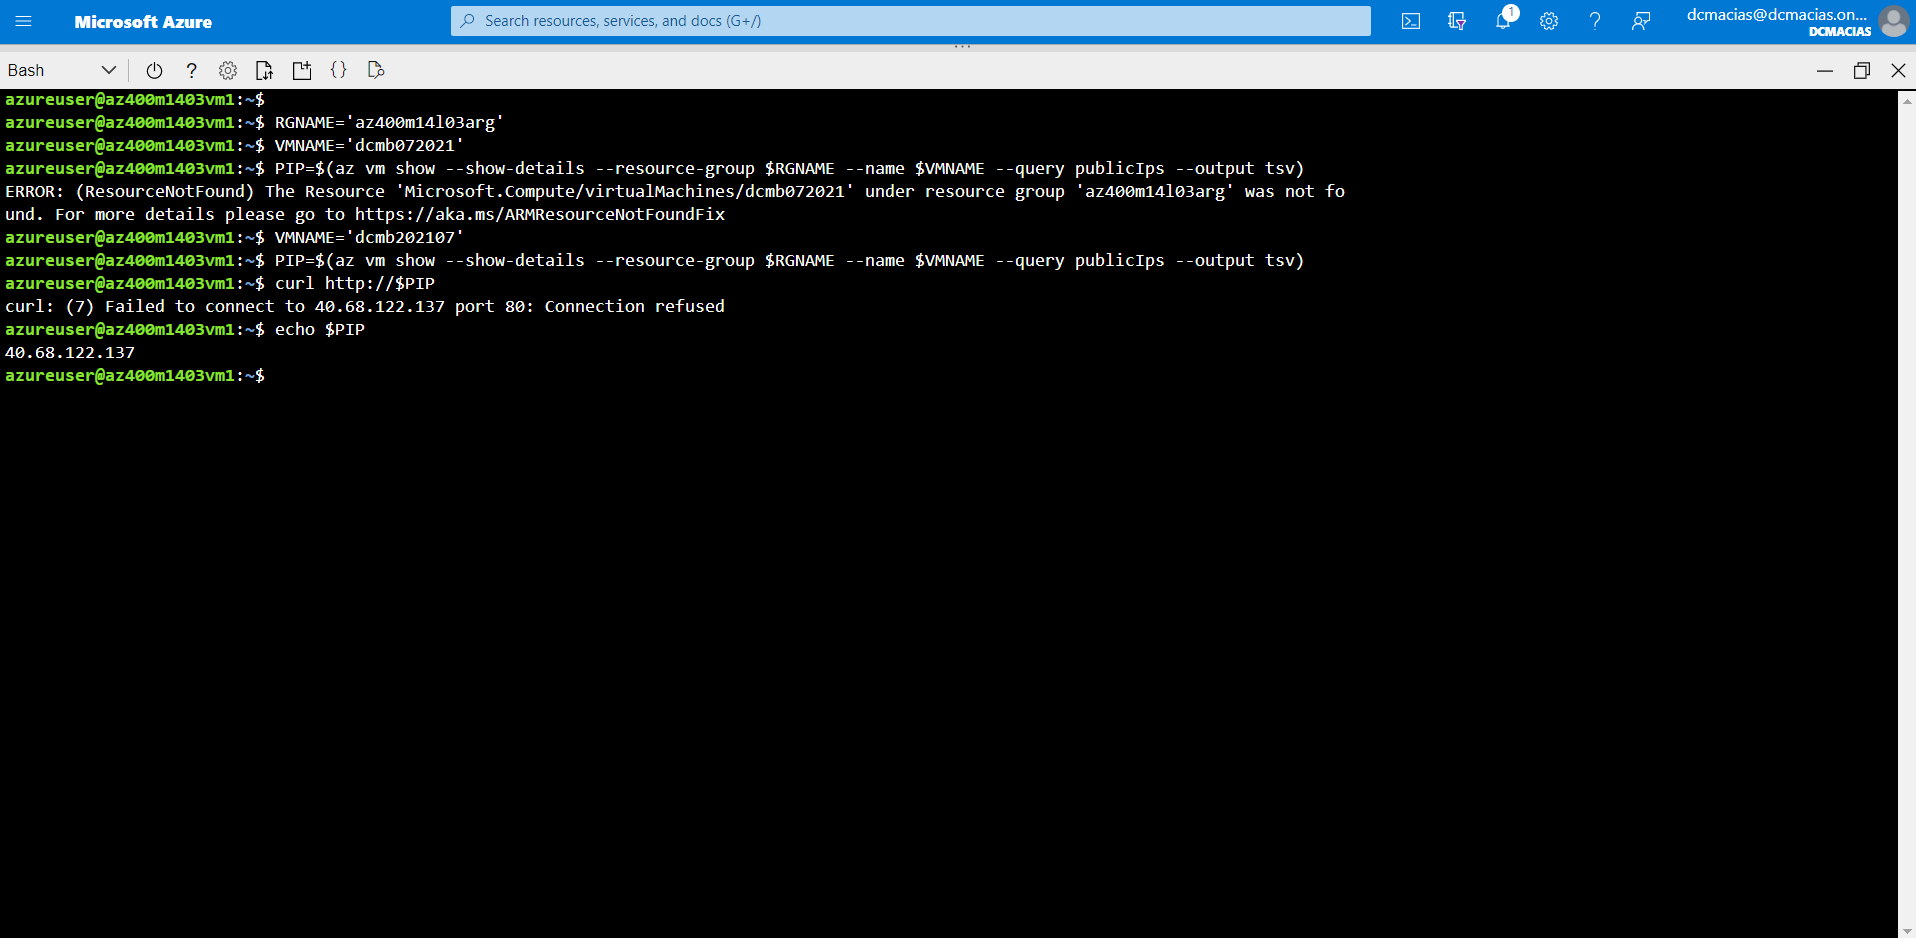 Microsoft Azure
Search resources, services, and docs (G+/)
1
dcmacias@dcmacias.on...
DCMACIAS
Bash
azureuser@az400m1403vm1:~$
azureuser@az400m1403vm1:~$ RGNAME='az400m14l03arg'
azureuser@az400m1403vm1:~$ VMNAME='dcmb072021'
azureuser@az400m1403vm1:~$ PIP=$(az vm show --show-details --resource-group $RGNAME --name $VMNAME --query publicIps --output tsv)
ERROR: (ResourceNotFound) The Resource 'Microsoft.Compute/virtualMachines/dcmb072021' under resource group 'az400m14l03arg' was not fo
und. For more details please go to https://aka.ms/ARMResourceNotFoundFix
azureuser@az400m1403vm1:~$ VMNAME='dcmb202107'
azureuser@az400m1403vm1:~$ PIP=$(az vm show --show-details --resource-group $RGNAME --name $VMNAME --query publicIps --output tsv)
azureuser@az400m1403vm1:~$ curl http://$PIP
curl: (7) Failed to connect to 40.68.122.137 port 80: Connection refused
azureuser@az400m1403vm1:~$ echo $PIP
40.68.122.137
azureuser@az400m1403vm1:~$